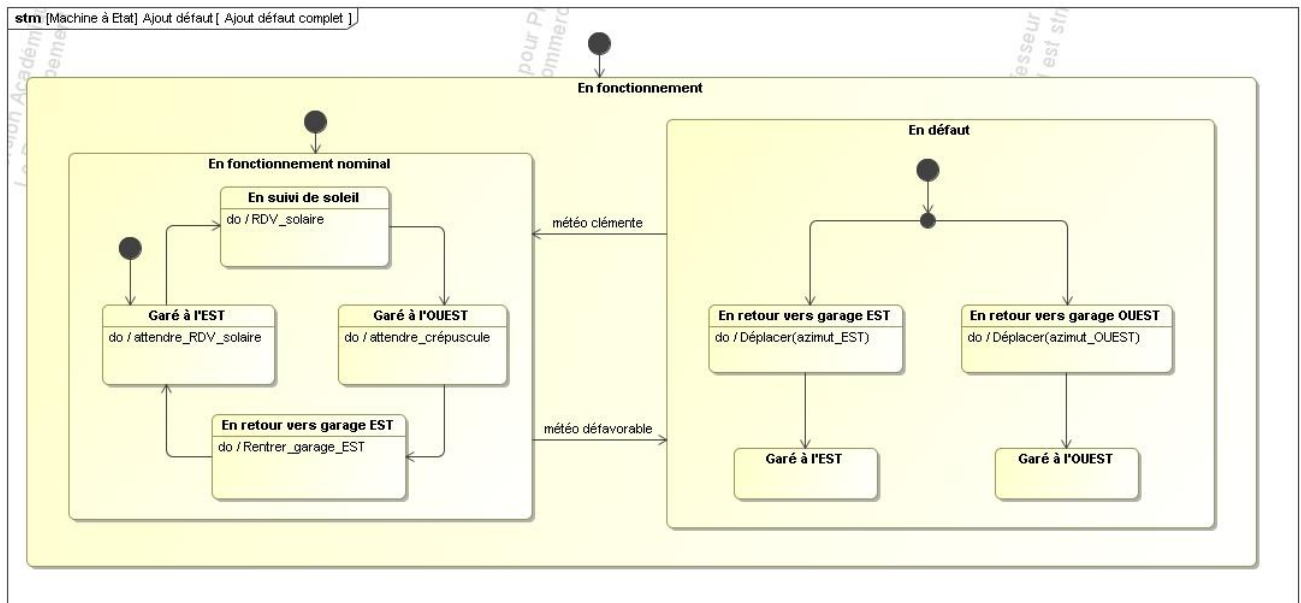 stm [Machine à Etat] Ajout défaut [ Ajout défaut complet ]
En fonctionnement
En fonctionnement nominal
En suivi de soleil
do / RDV_solaire
Garé à l'EST
do / attendre_RDV_solaire
Garé à l'OUEST
do / attendre_crépuscule
En retour vers garage EST
do / Rentrer_garage_EST
météo clémente
météo défavorable
En défaut
En retour vers garage EST
do / Déplacer(azimut_EST)
En retour vers garage OUEST
do / Déplacer(azimut_OUEST)
Garé à l'EST
Garé à l'OUEST
pour
est